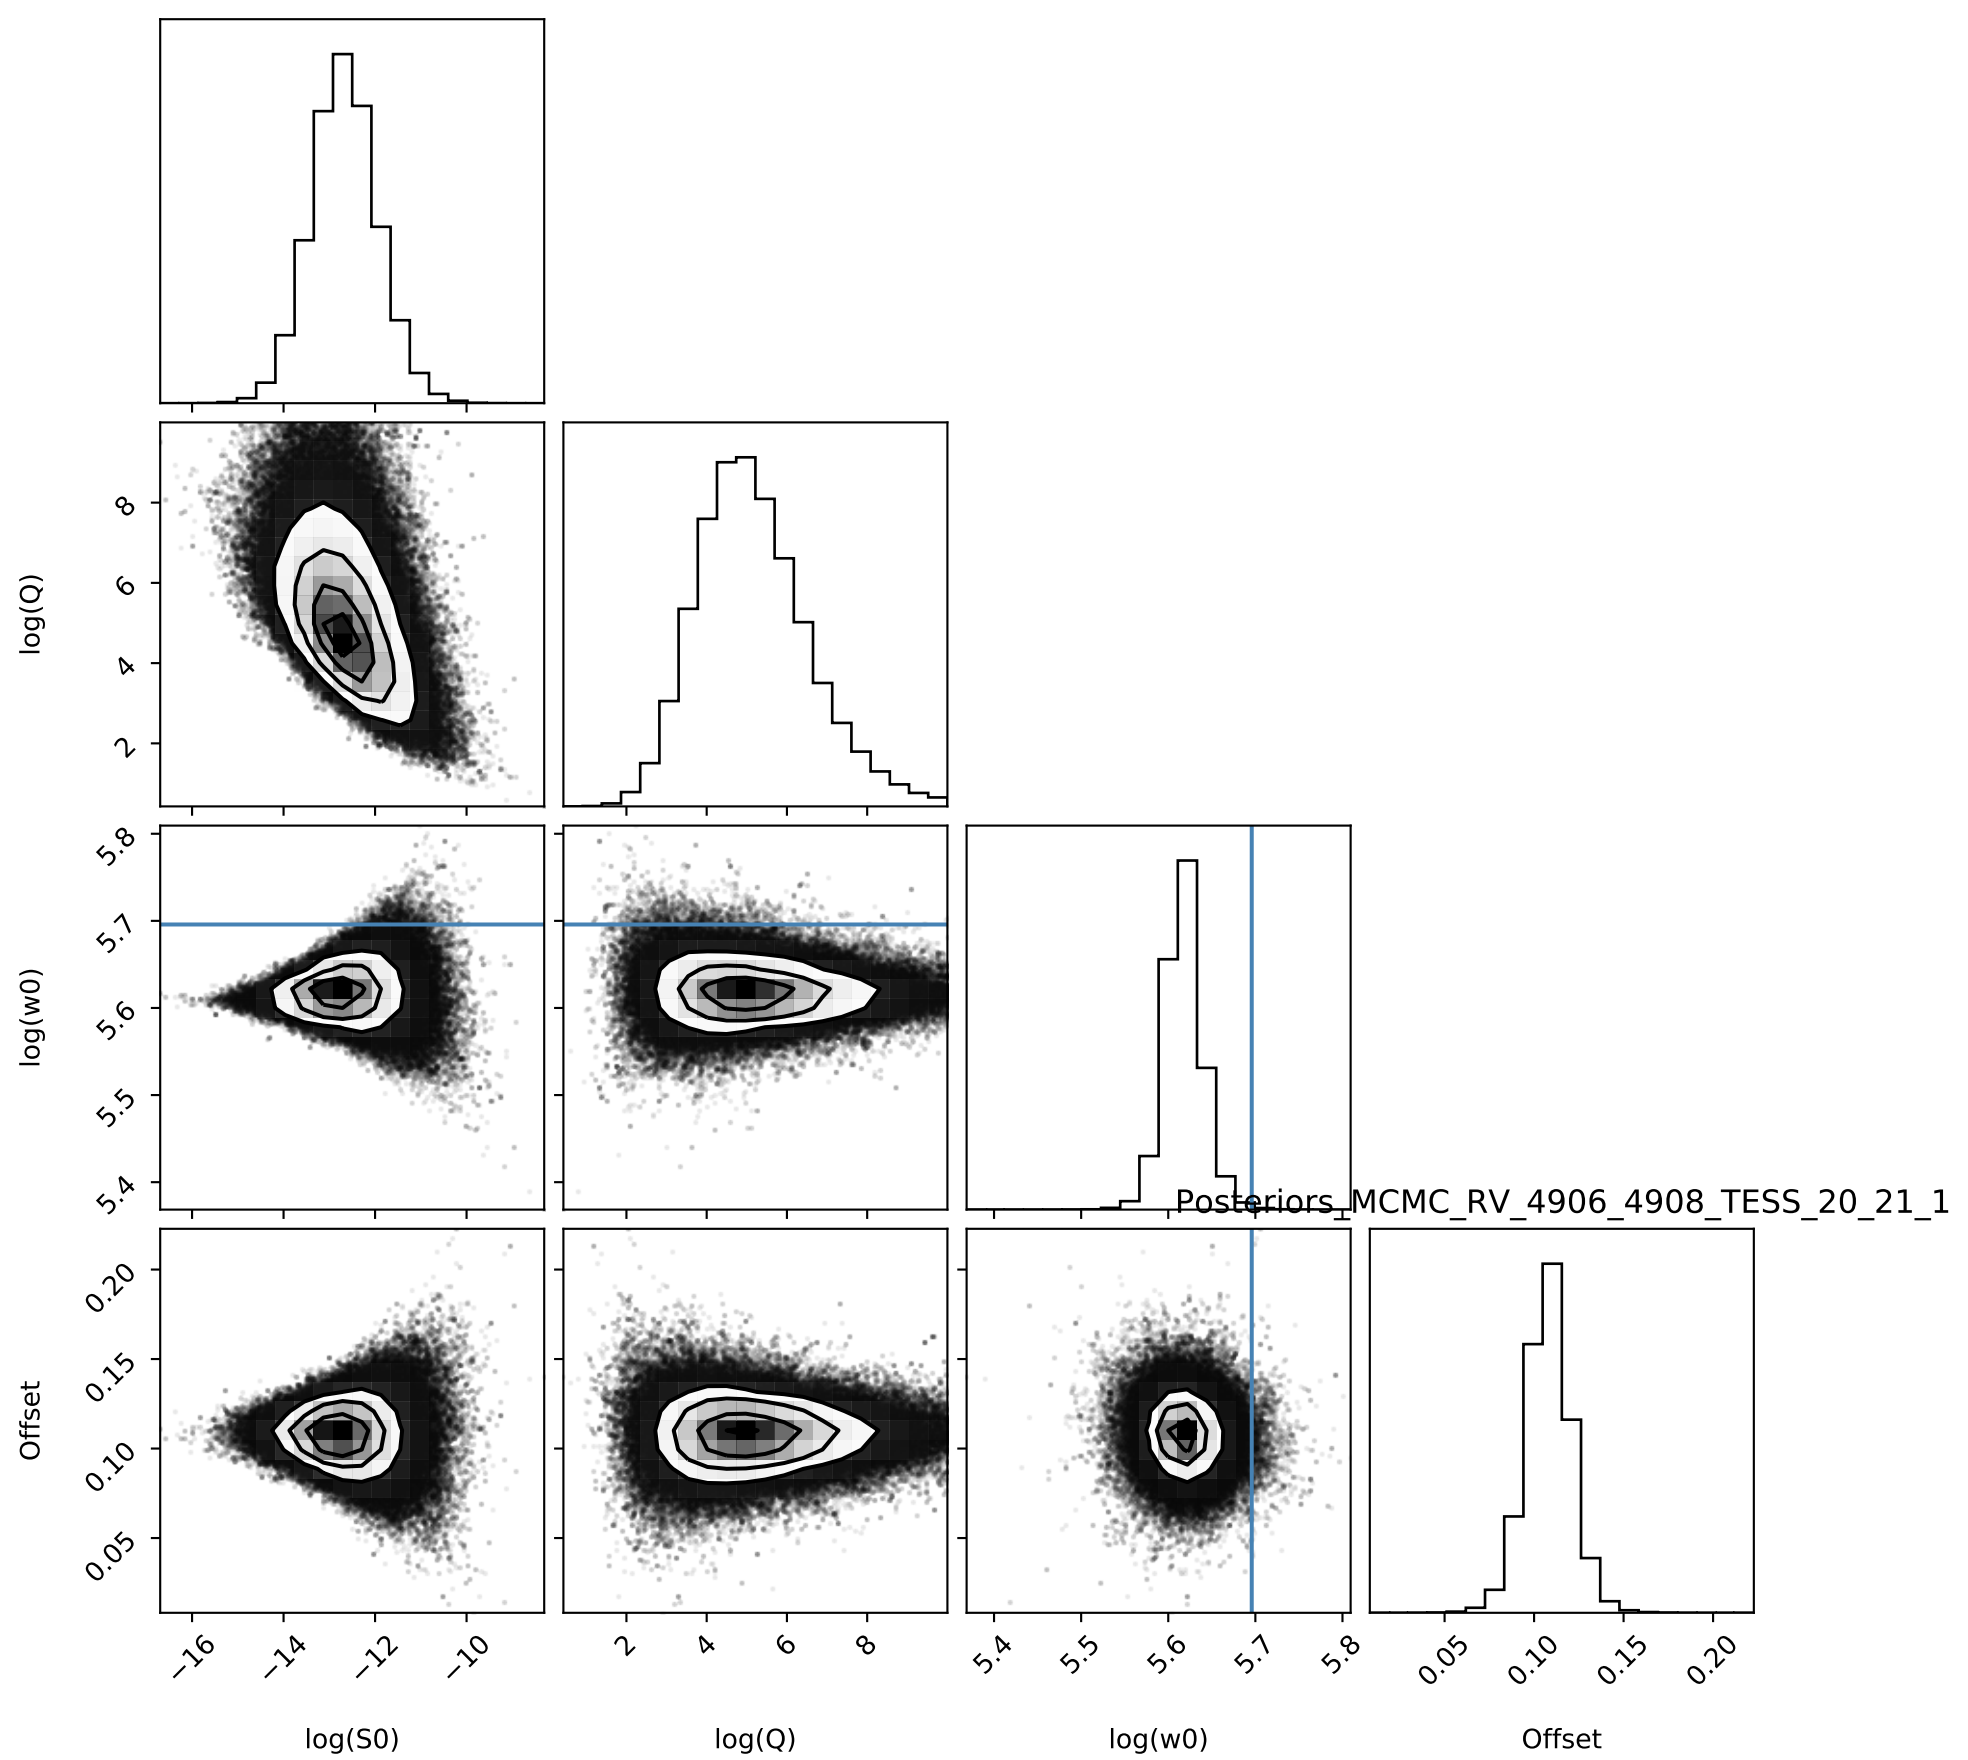 log(Q)
8
6
4
2
log(w0)
5.8
5.7
5.6
5.5
5.4
Posteriors_MCMC_RV_4906_4908_TESS_20_21_1
Offset
0.20
0.15
0.10
0.05
−16 −14 −12 −10 2 4 6 8 5.4 5.5 5.6 5.7 5.8 0.05 0.10 0.15 0.20
log(S0) log(Q) log(w0) Offset